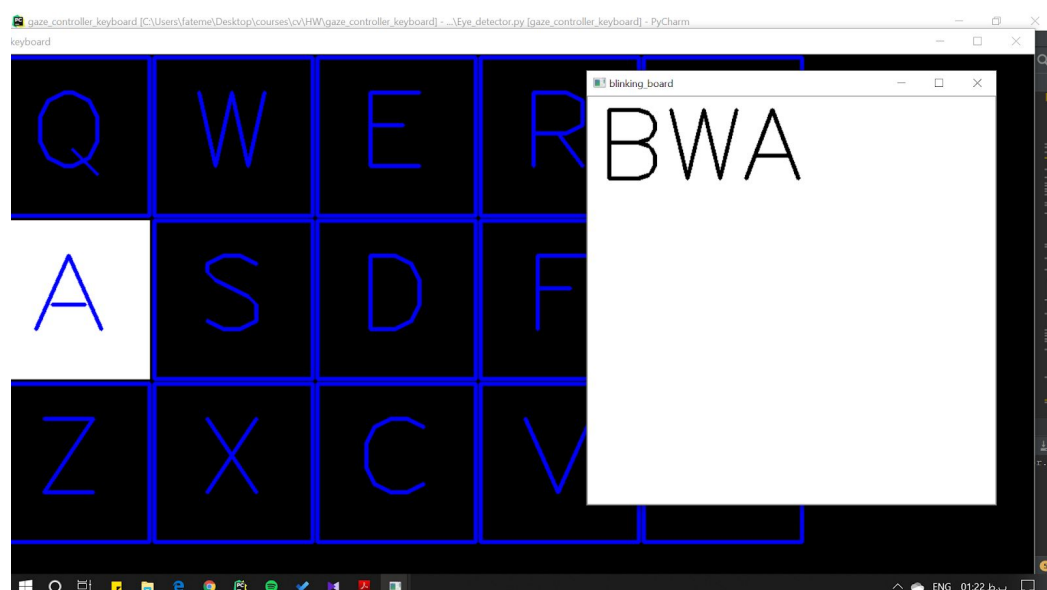 gaze_controller_keyboard [C:\Users\fateme\Desktop\courses\cv\HW\gaze_controller_keyboard] - ...\Eye_detector.py [gaze_controller_keyboard] - PyCharm
keyboard
blinking_board
BWA
Q W E R
A S D F
Z X C V
ENG 01:22 ب.ظ